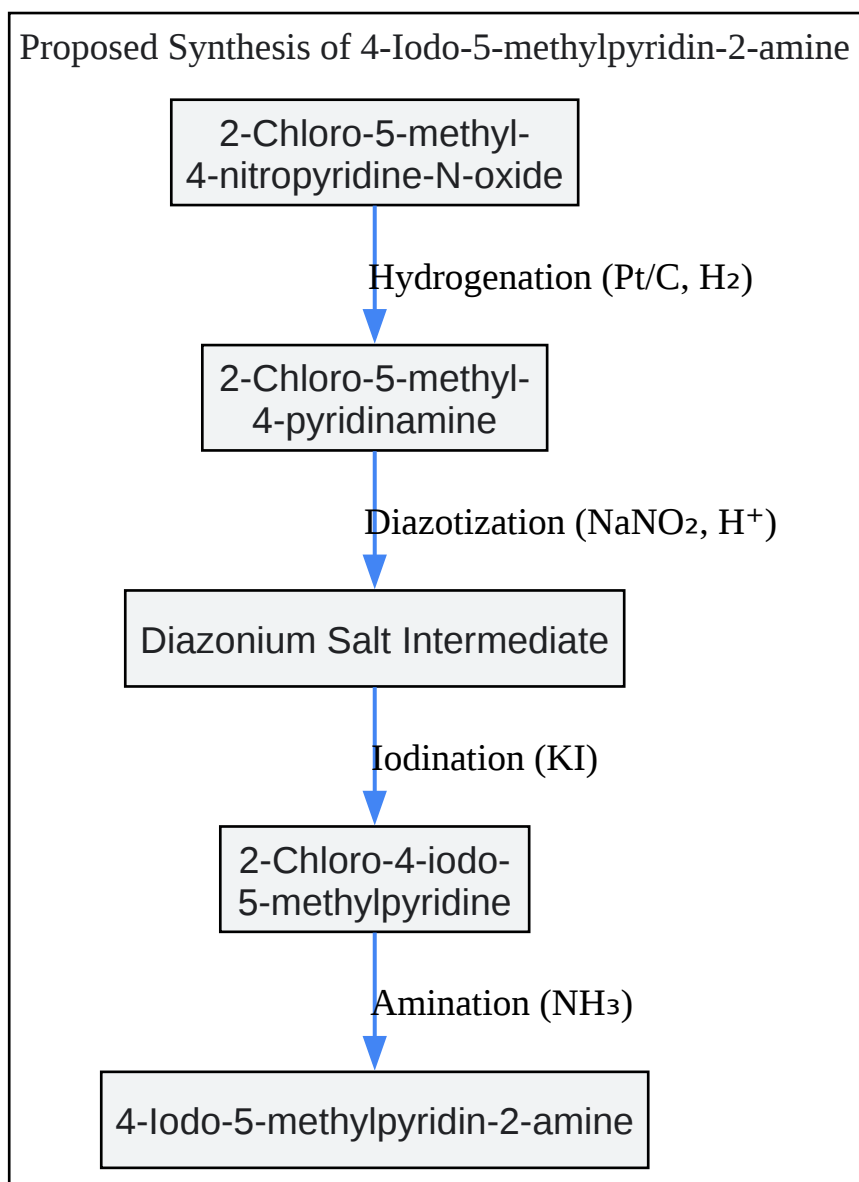 Proposed Synthesis of 4-Iodo-5-methylpyridin-2-amine
2-Chloro-5-methyl-
4-nitropyridine-N-oxide
Hydrogenation (Pt/C, H₂)
2-Chloro-5-methyl-
4-pyridinamine
Diazotization (NaNO₂, H⁺)
Diazonium Salt Intermediate
Iodination (KI)
2-Chloro-4-iodo-
5-methylpyridine
Amination (NH₃)
4-Iodo-5-methylpyridin-2-amine